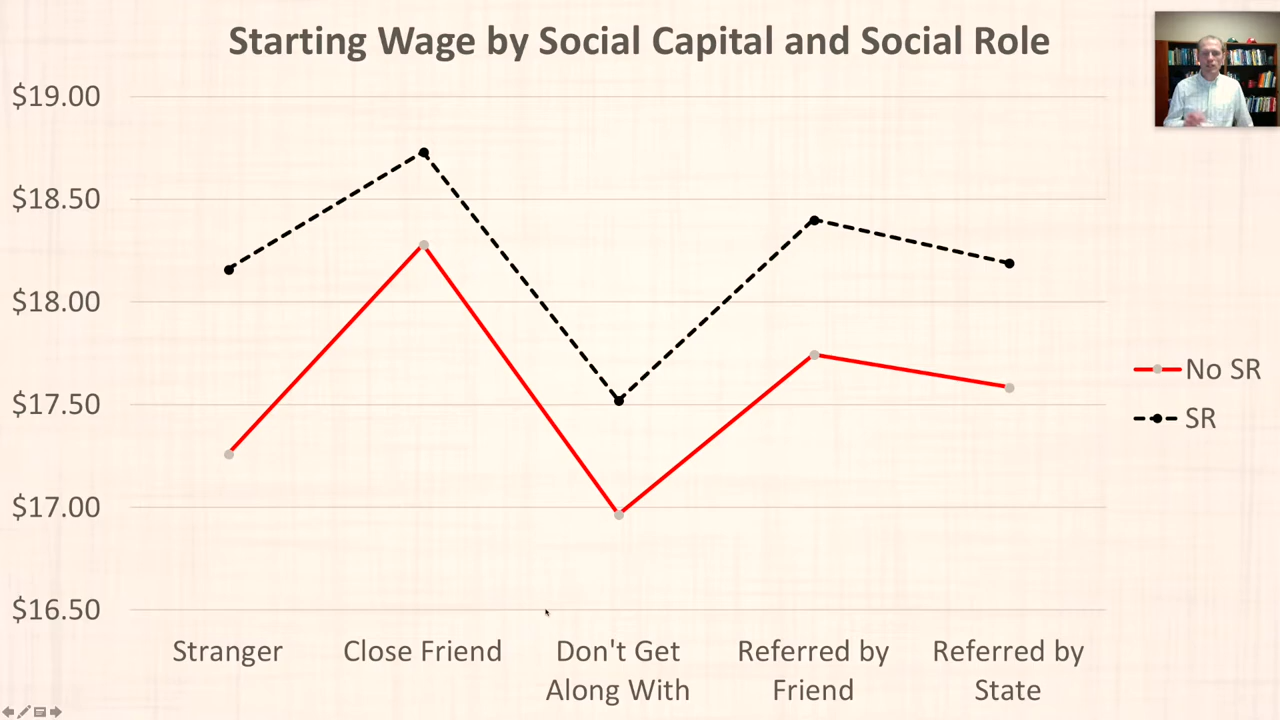 Starting Wage by Social Capital and Social Role
$19.00
$18.50
$18.00
$17.50
$17.00
$16.50
Stranger
Close Friend
Don't Get
Along With
Referred by
Friend
Referred by
State
No SR
SR